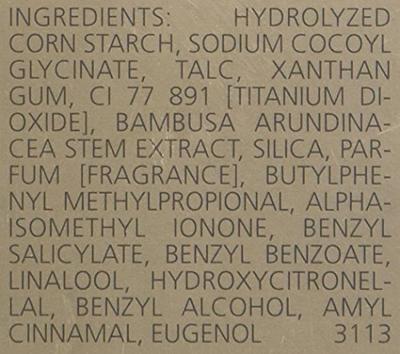 INGREDIENTS: HYDROLYZED
CORN STARCH, SODIUM COCOYL
GLYCINATE, TALC, XANTHAN
GUM, CI 77 891 [TITANIUM DI-
OXIDE], BAMBUSA ARUNDINA-
CEA STEM EXTRACT, SILICA, PAR-
FUM [FRAGRANCE], BUTYLPHE-
NYL METHYLPROPIONAL, ALPHA-
ISOMETHYL IONONE, BENZYL
SALICYLATE, BENZYL BENZOATE,
LINALOOL, HYDROXYCITRONEL-
LAL, BENZYL ALCOHOL, AMYL
CINNAMAL, EUGENOL 3113